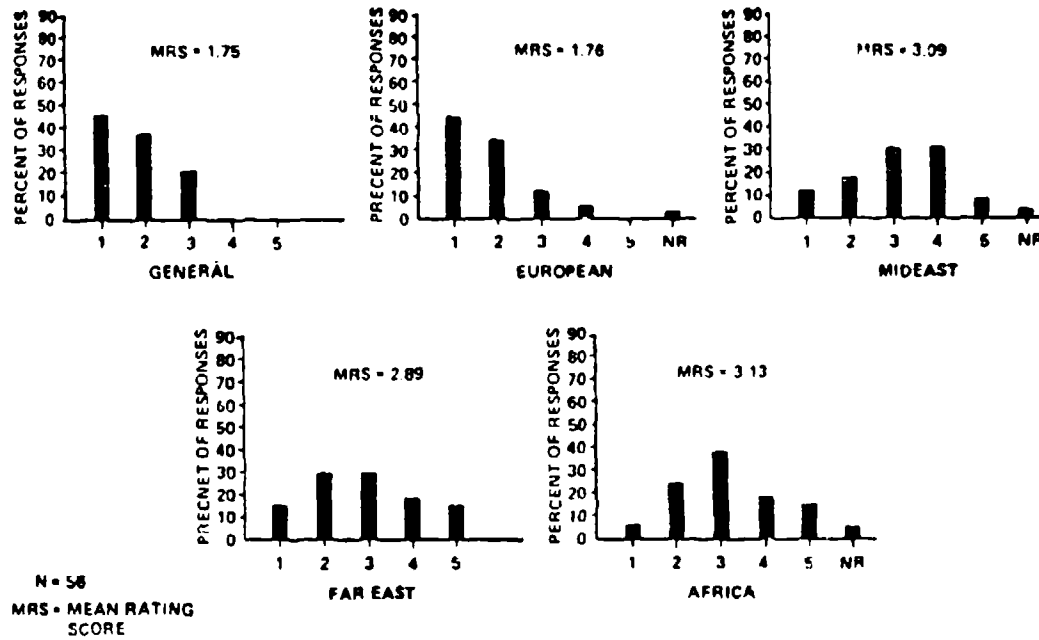 PERCENT OF RESPONSES
90
80
70
60
50
40
30
20
10
0
MRS = 1.75
1 2 3 4 5
GENERAL
PRECENT OF RESPONSES
90
80
70
60
50
40
30
20
10
0
MRS = 1.76
1 2 3 4 5 NR
EUROPEAN
PERCENT OF RESPONSES
90
80
70
60
50
40
30
20
10
0
MRS = 3.09
1 2 3 4 5 NR
MIDEAST
PRECNET OF RESPONSES
90
80
70
60
50
40
30
20
10
0
MRS = 2.89
1 2 3 4 5
FAR EAST
PERCENT OF RESPONSES
90
80
70
60
50
40
30
20
10
0
MRS = 3.13
1 2 3 4 5 NR
AFRICA
N = 56
MRS = MEAN RATING
SCORE